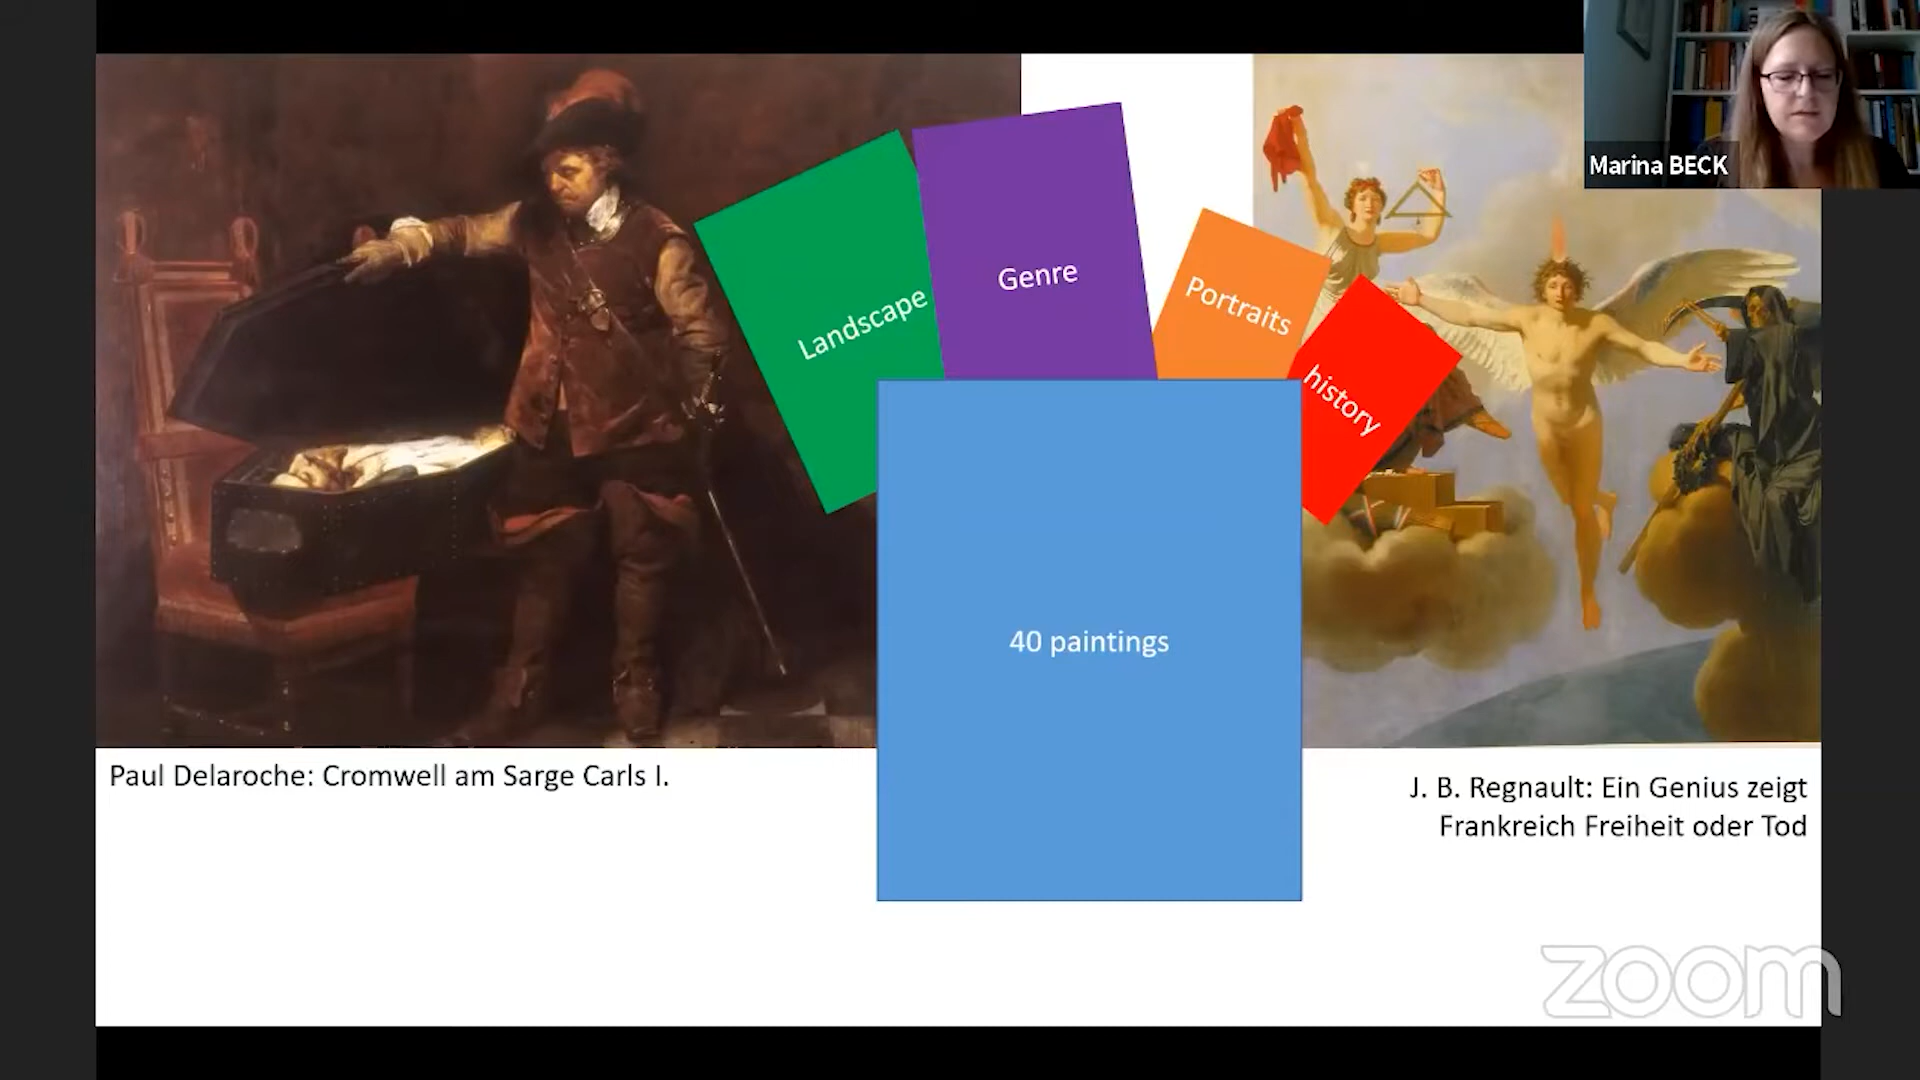 Marina BECK
Landscape
Genre
Portraits
history
40 paintings
Paul Delaroche: Cromwell am Sarge Carls I.
J. B. Regnault: Ein Genius zeigt
Frankreich Freiheit oder Tod
zoom